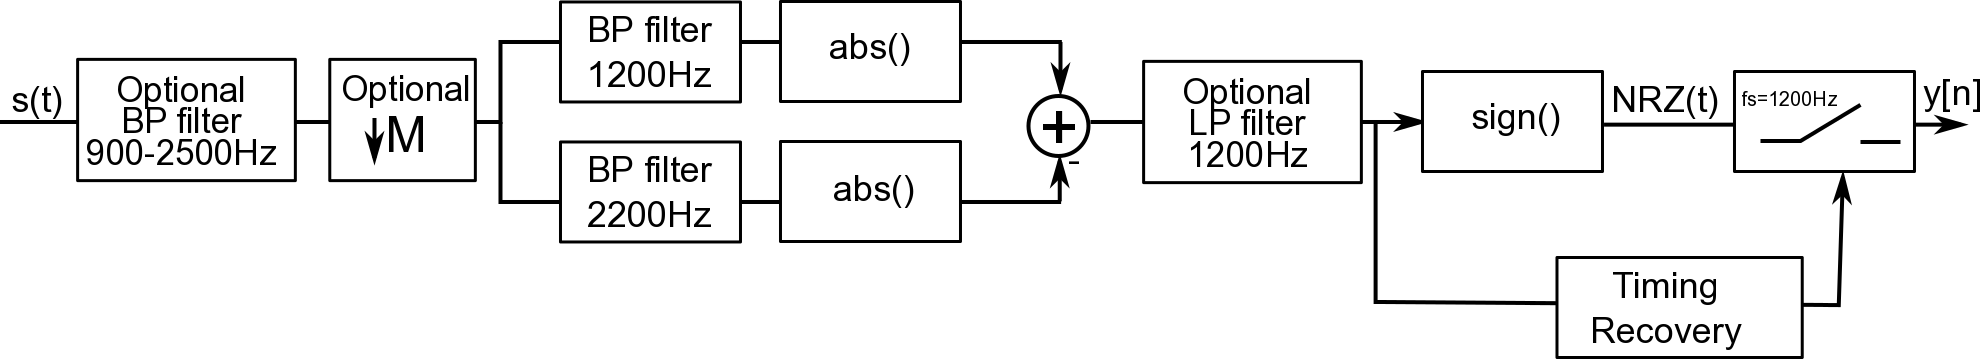 s(t)
Optional
BP filter
900-2500Hz
Optional
↓M
BP filter
1200Hz
abs()
BP filter
2200Hz
abs()
+
-
Optional
LP filter
1200Hz
sign()
NRZ(t)
fs=1200Hz
y[n]
Timing
Recovery